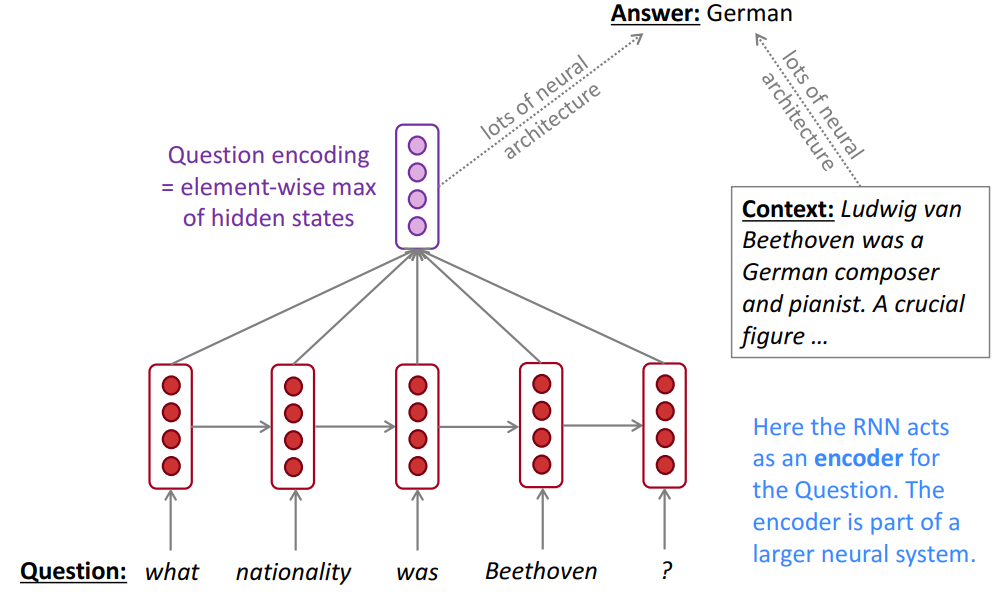 Answer: German
lots of neural
architecture
lots of neural
architecture
Question encoding
= element-wise max
of hidden states
Context: Ludwig van
Beethoven was a
German composer
and pianist. A crucial
figure ...
Here the RNN acts
as an encoder for
the Question. The
encoder is part of a
larger neural system.
Question: what nationality was Beethoven ?